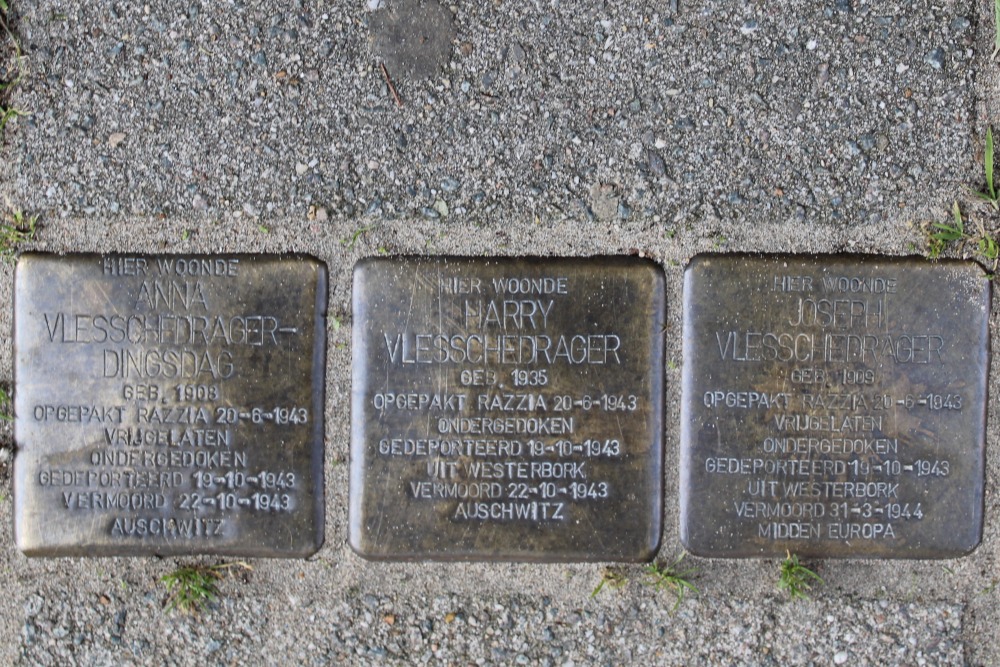 HIER WOONDE
ANNA
VLESSCHEDRAGER-
DINGSDAG
GEB. 1908
OPGEPAKT RAZZIA 20-6-1943
VRIJGELATEN
ONDERGEDOKEN
GEDEPORTEERD 19-10-1943
VERMOORD 22-10-1943
AUSCHWITZ
HIER WOONDE
HARRY
VLESSCHEDRAGER
GEB. 1935
OPGEPAKT RAZZIA 20-6-1943
ONDERGEDOKEN
GEDEPORTEERD 19-10-1943
UIT WESTERBORK
VERMOORD 22-10-1943
AUSCHWITZ
HIER WOONDE
JOSEPH
VLESSCHEDRAGER
GEB. 1909
OPGEPAKT RAZZIA 20-6-1943
VRIJGELATEN
ONDERGEDOKEN
GEDEPORTEERD 19-10-1943
UIT WESTERBORK
VERMOORD 31-3-1944
MIDDEN EUROPA